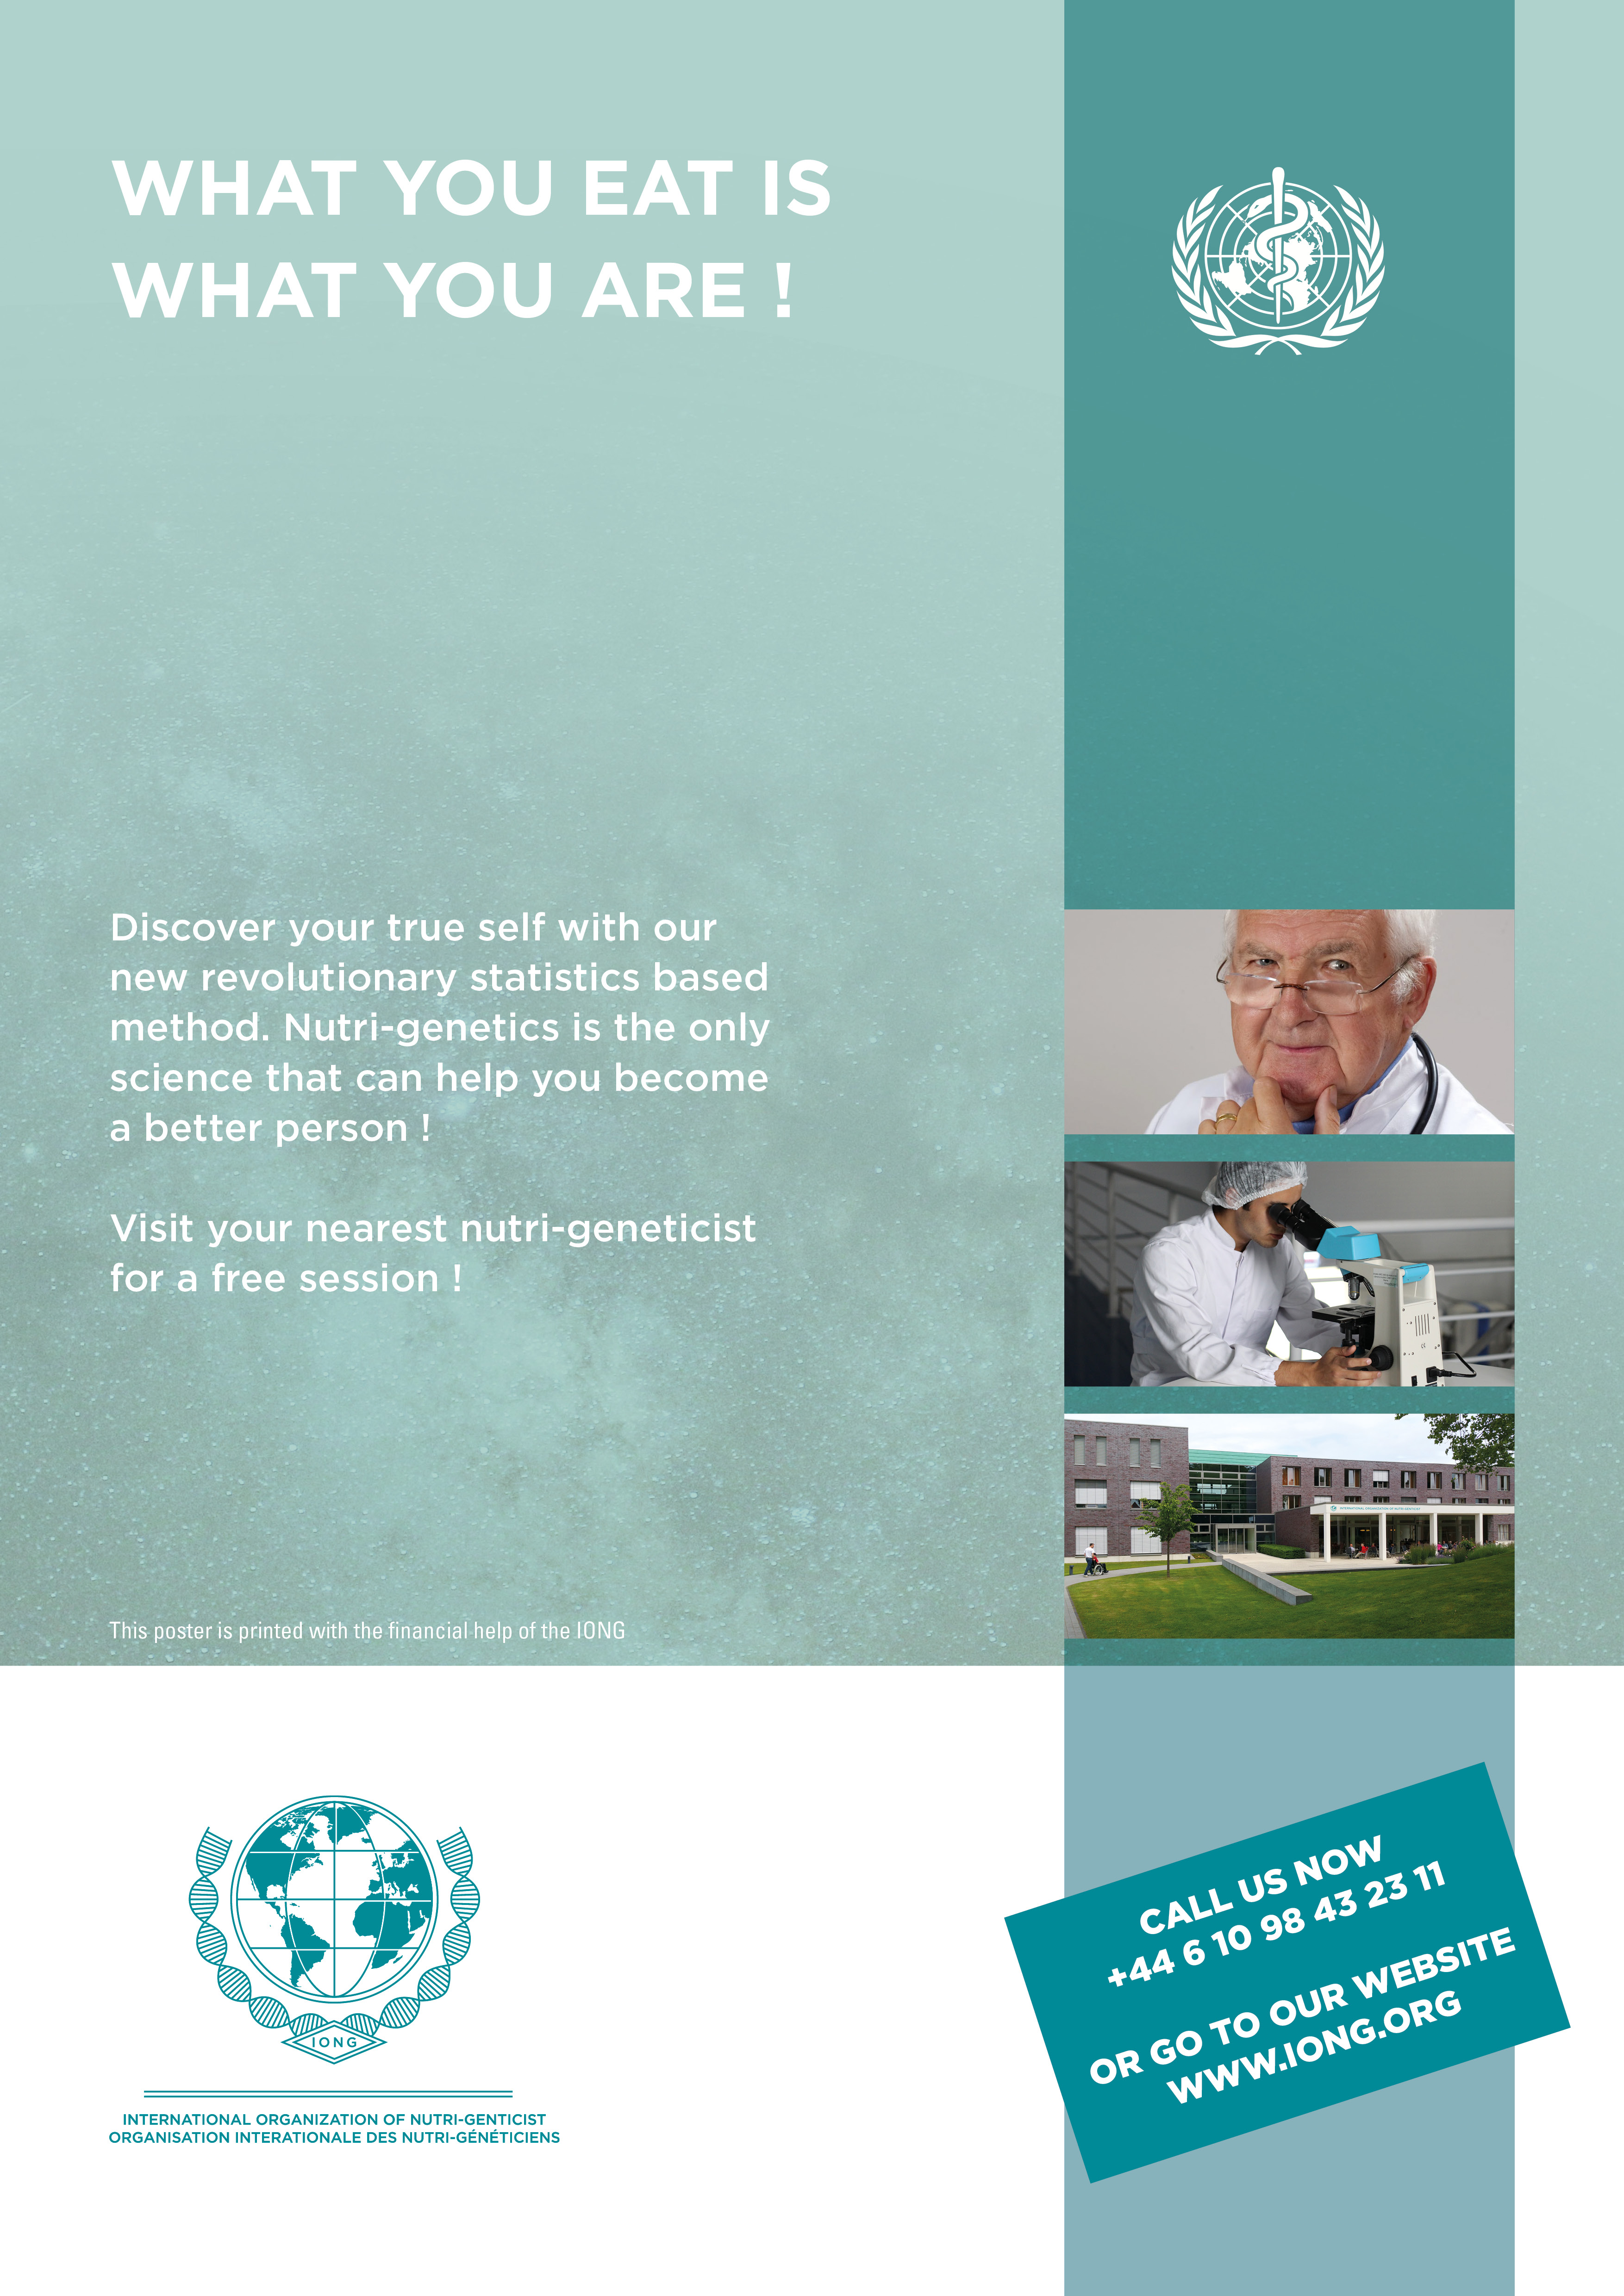 WHAT YOU EAT IS
WHAT YOU ARE !
Discover your true self with our
new revolutionary statistics based
method. Nutri-genetics is the only
science that can help you become
a better person !
Visit your nearest nutri-geneticist
for a free session !
This poster is printed with the financial help of the IONG
IONG
INTERNATIONAL ORGANIZATION OF NUTRI-GENTICIST
ORGANISATION INTERATIONALE DES NUTRI-GÉNÉTICIENS
CALL US NOW
+44 6 10 98 43 23 11
OR GO TO OUR WEBSITE
WWW.IONG.ORG